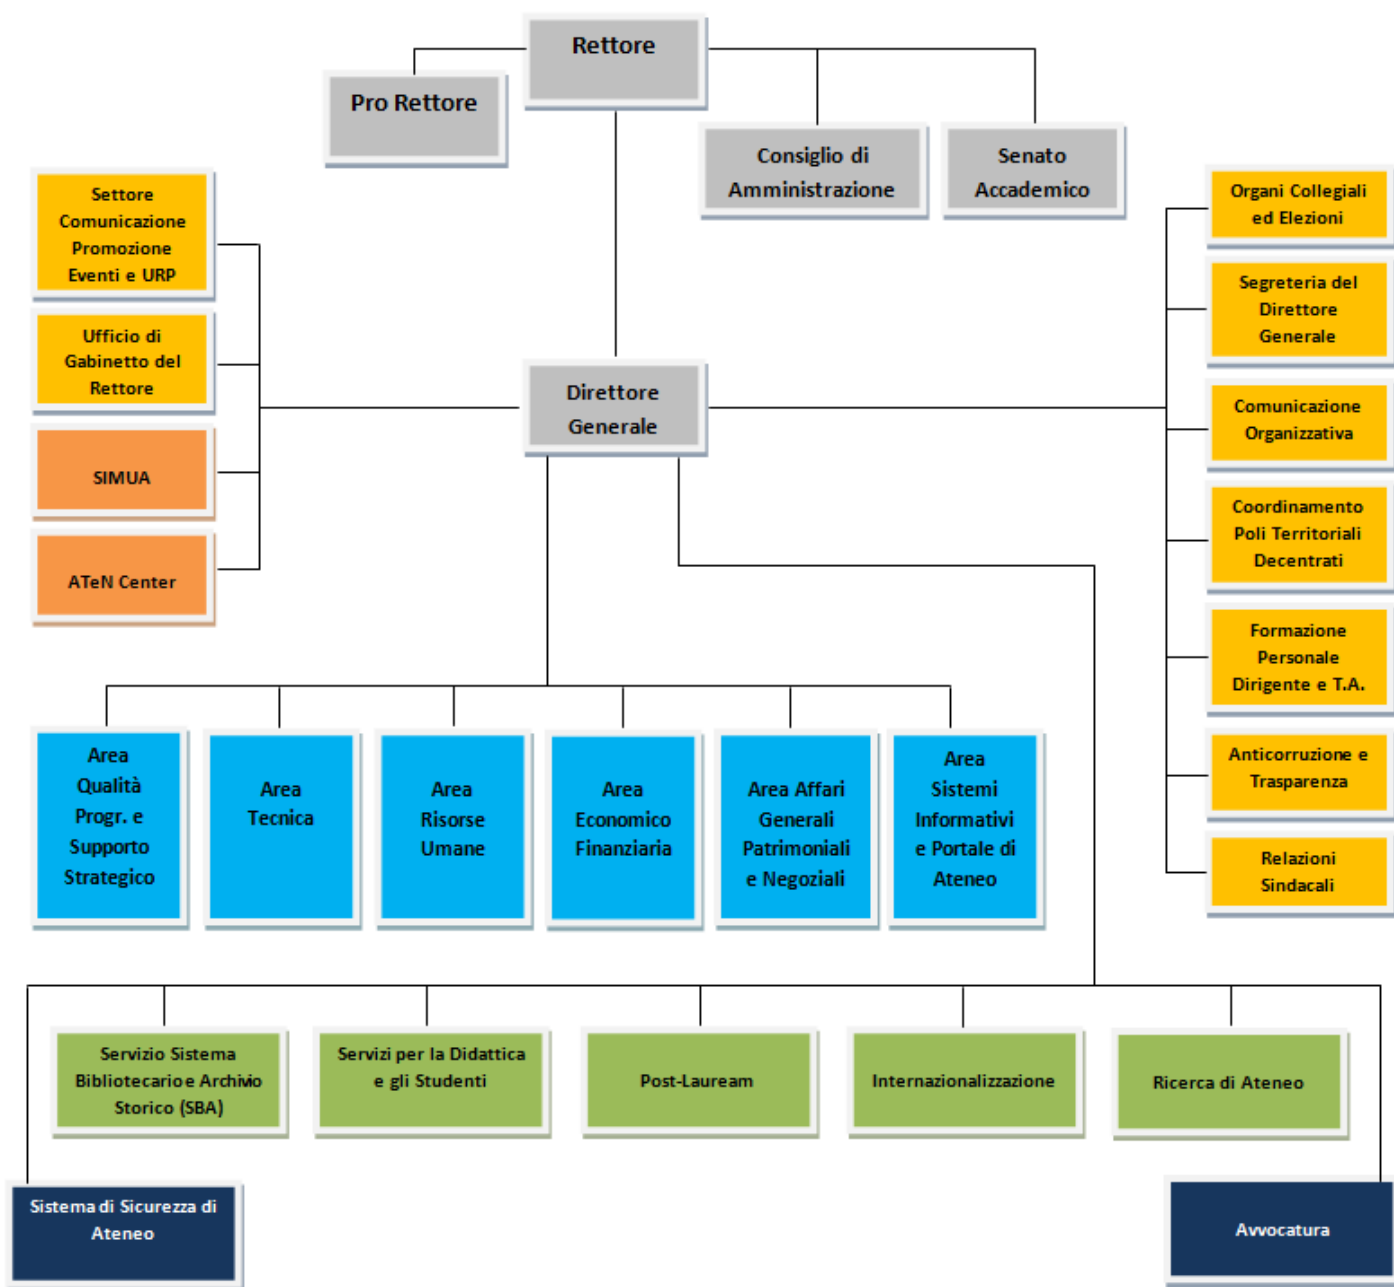 Rettore
Pro Rettore
Consiglio di
Amministrazione
Senato
Accademico
Settore
Comunicazione
Promozione
Eventi e URP
Ufficio di
Gabinetto del
Rettore
SIMUA
ATeN Center
Direttore
Generale
Organi Collegiali
ed Elezioni
Segreteria del
Direttore
Generale
Comunicazione
Organizzativa
Coordinamento
Poli Territoriali
Decentrati
Formazione
Personale
Dirigente e T.A.
Anticorruzione e
Trasparenza
Relazioni
Sindacali
Area
Qualità
Progr. e
Supporto
Strategico
Area
Tecnica
Area
Risorse
Umane
Area
Economico
Finanziaria
Area Affari
Generali
Patrimoniali
e Negoziali
Area
Sistemi
Informativi
e Portale di
Ateneo
Servizio Sistema
Bibliotecario e Archivio
Storico (SBA)
Servizi per la Didattica
e gli Studenti
Post-Lauream
Internazionalizzazione
Ricerca di Ateneo
Sistema di Sicurezza di
Ateneo
Avvocatura